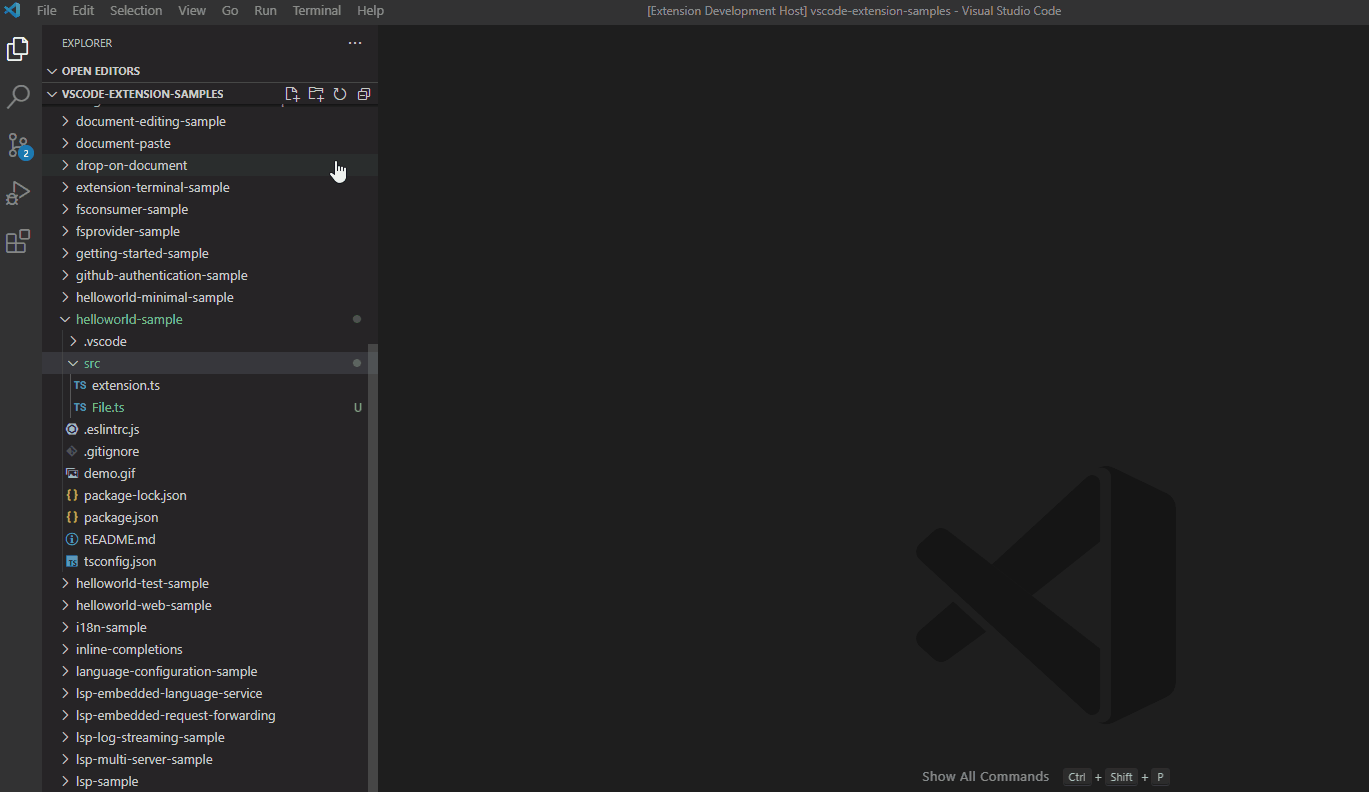 File Edit Selection View Go Run Terminal Help [Extension Development Host] vscode-extension-samples - Visual Studio Code
EXPLORER
OPEN EDITORS
VSCODE-EXTENSION-SAMPLES
document-editing-sample
document-paste
2
drop-on-document
extension-terminal-sample
fsconsumer-sample
fsprovider-sample
getting-started-sample
github-authentication-sample
helloworld-minimal-sample
helloworld-sample
.vscode
src
TS extension.ts
TS File.ts U
.eslintrc.js
.gitignore
demo.gif
{} package-lock.json
{} package.json
README.md
TS tsconfig.json
helloworld-test-sample
helloworld-web-sample
i18n-sample
inline-completions
language-configuration-sample
lsp-embedded-language-service
lsp-embedded-request-forwarding
lsp-log-streaming-sample
lsp-multi-server-sample
lsp-sample
Show All Commands Ctrl + Shift + P